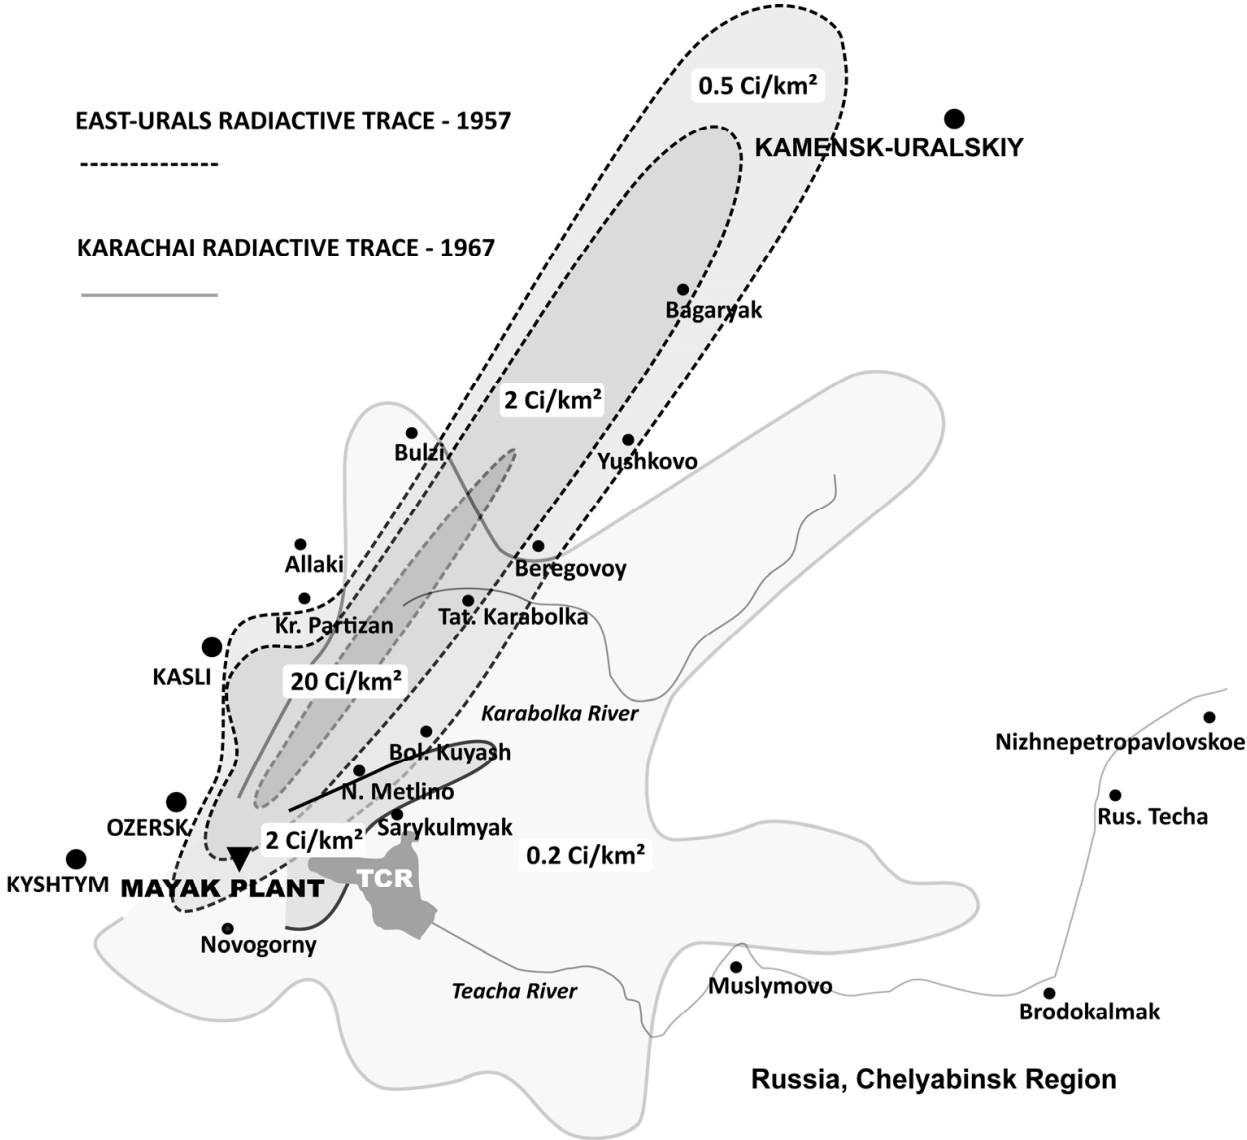 0.5 Ci/km²
EAST-URALS RADIACTIVE TRACE - 1957
KAMENSK-URALSKIY
KARACHAI RADIACTIVE TRACE - 1967
Bagaryak
2 Ci/km²
Bulzi
Yushkovo
Allaki
Beregovoy
Kr. Partizan
Tat. Karabolka
KASLI
20 Ci/km²
Karabolka River
Nizhnepetropavlovskoe
Bol. Kuyash
N. Metlino
Rus. Techa
OZERSK
Sarykulmyak
2 Ci/km²
0.2 Ci/km²
TCR
KYSHTYM
MAYAK PLANT
Novogorny
Teacha River
Muslymovo
Brodokalmak
Russia, Chelyabinsk Region